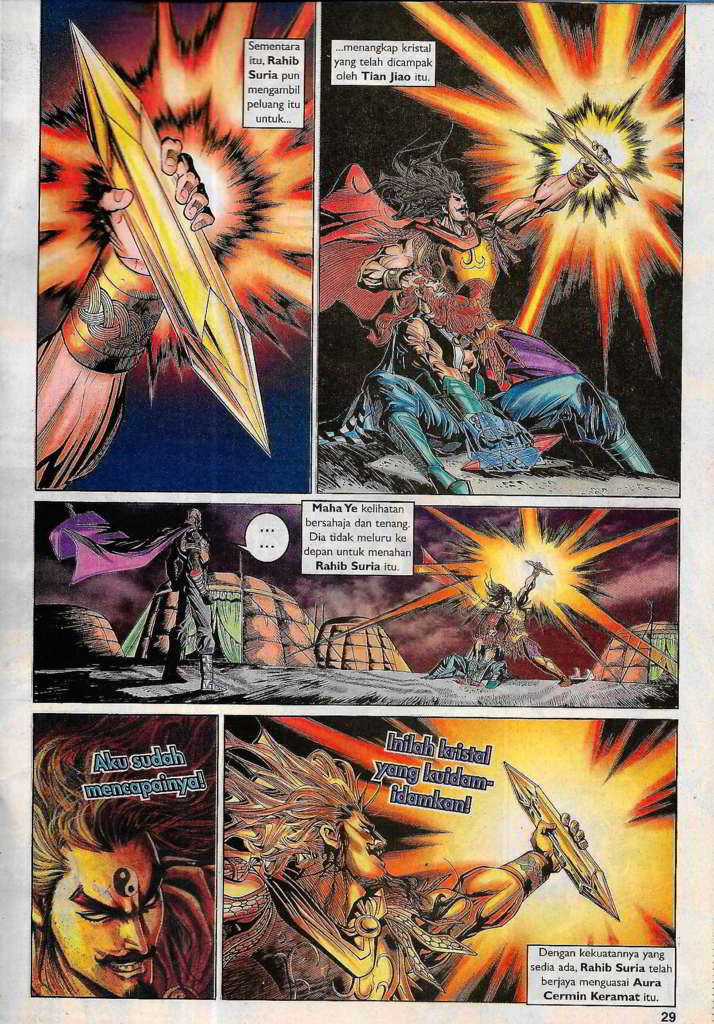 Sementara
itu, Rahib
Suria pun
mengambil
peluang itu
untuk...
...menangkap kristal
yang telah dicampak
oleh Tian Jiao itu.
...
...
Maha Ye kelihatan
bersahaja dan tenang.
Dia tidak meluru ke
depan untuk menahan
Rahib Suria itu.
Aku sudah
mencapainya!
Inilah kristal
yang kuidam-
idamkan!
Dengan kekuatannya yang
sedia ada, Rahib Suria telah
berjaya menguasai Aura
Cermin Keramat itu.
29